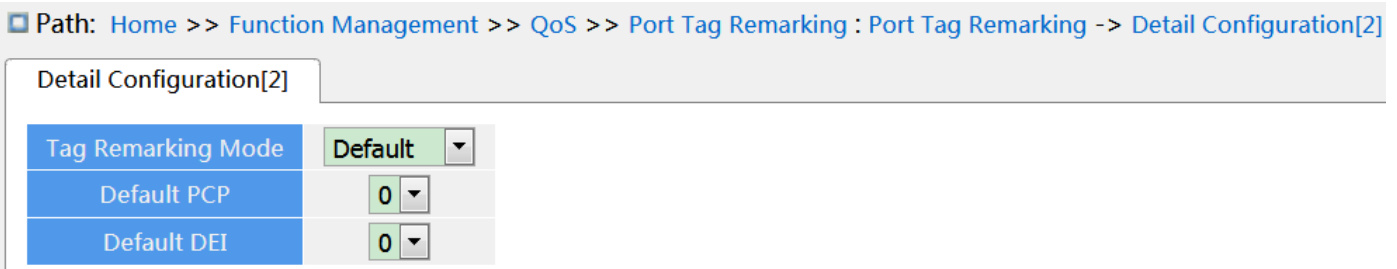 Path: Home >> Function Management >> QoS >> Port Tag Remarking : Port Tag Remarking -> Detail Configuration[2]
Detail Configuration[2]
Tag Remarking Mode Default
Default PCP 0
Default DEI 0